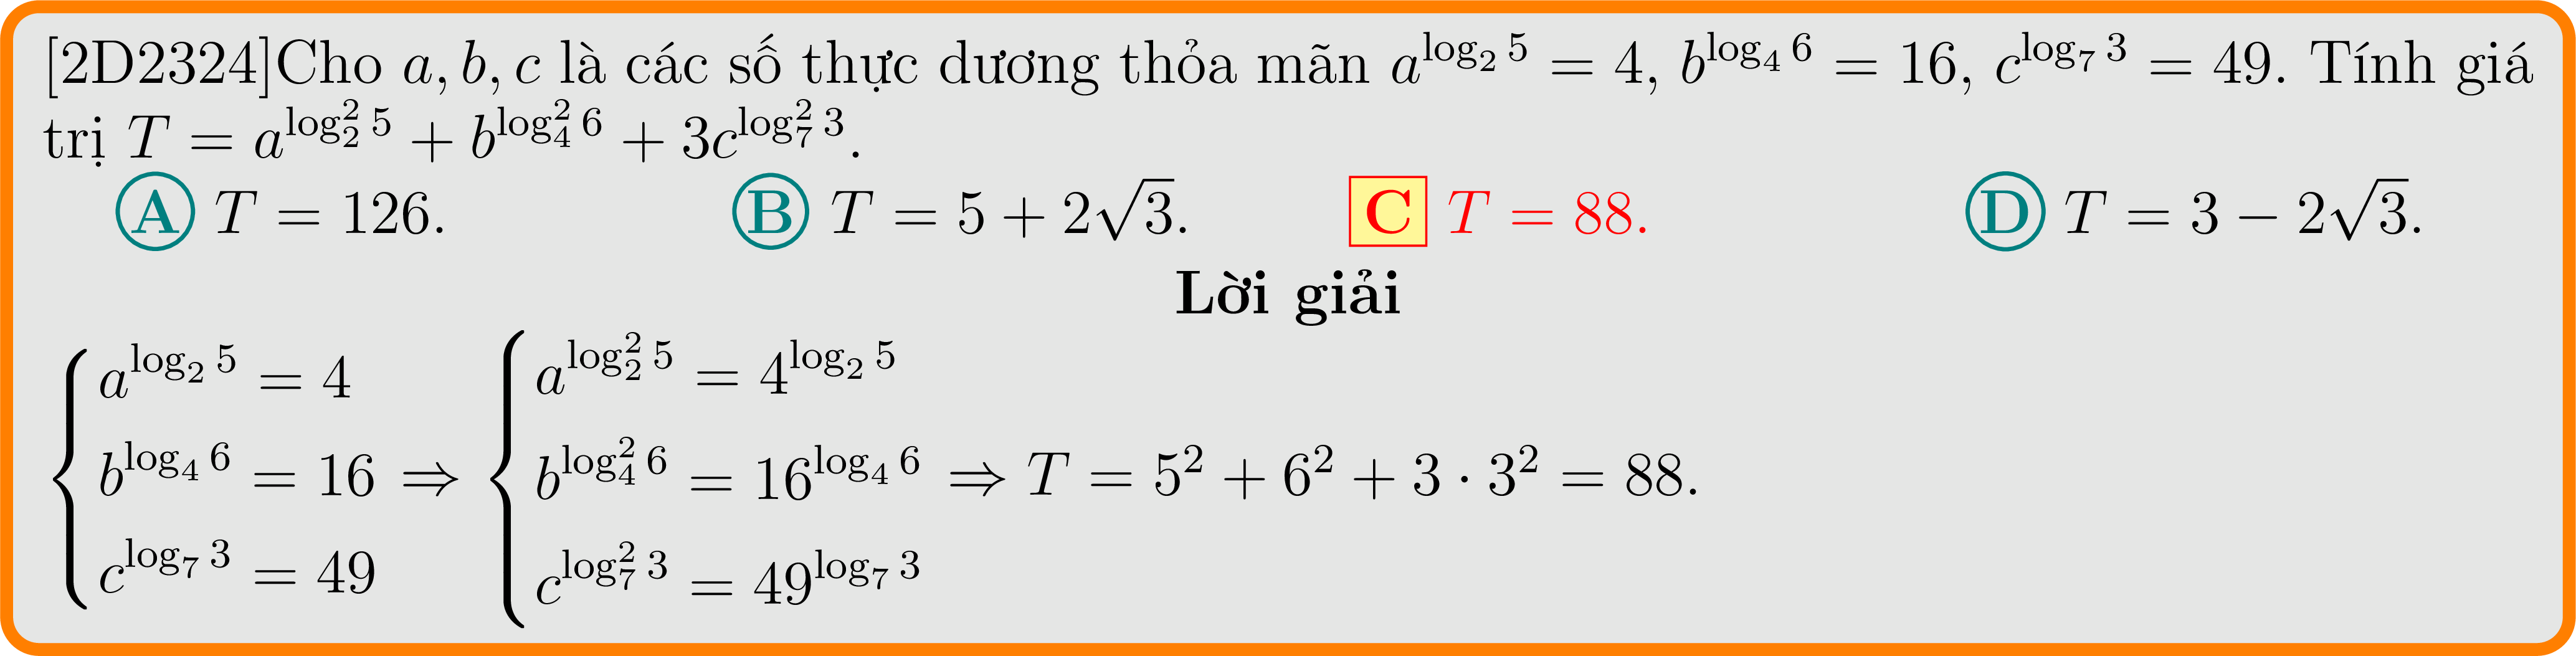 [2D2324]Cho $a, b, c$ là các số thực dương thỏa mãn $a^{\log_2 5} = 4$, $b^{\log_4 6} = 16$, $c^{\log_7 3} = 49$. Tính giá
trị $T = a^{\log_2^2 5} + b^{\log_4^2 6} + 3c^{\log_7^2 3}$.
A $T = 126.$ B $T = 5 + 2\sqrt{3}.$ C $T = 88.$ D $T = 3 - 2\sqrt{3}.$
Lời giải
$\begin{cases} a^{\log_2 5} = 4 \\ b^{\log_4 6} = 16 \\ c^{\log_7 3} = 49 \end{cases} \Rightarrow \begin{cases} a^{\log_2^2 5} = 4^{\log_2 5} \\ b^{\log_4^2 6} = 16^{\log_4 6} \\ c^{\log_7^2 3} = 49^{\log_7 3} \end{cases} \Rightarrow T = 5^2 + 6^2 + 3 \cdot 3^2 = 88.$